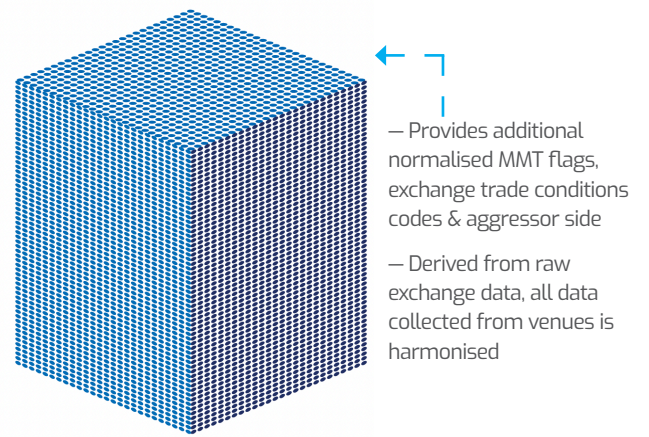 — Provides additional
normalised MMT flags,
exchange trade conditions
codes & aggressor side
— Derived from raw
exchange data, all data
collected from venues is
harmonised